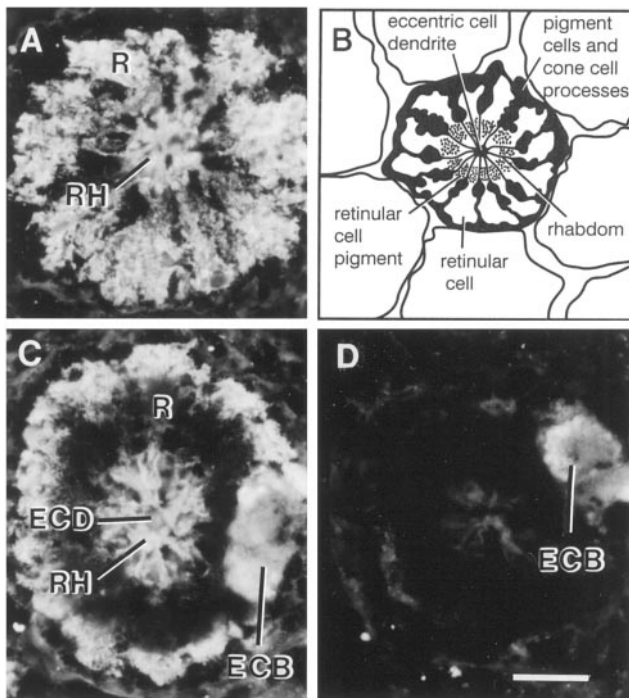 A
R
RH
B
eccentric cell
dendrite
pigment
cells and
cone cell
processes
retinular
cell
pigment
retinular
cell
rhabdom
C
R
ECD
RH
ECB
D
ECB